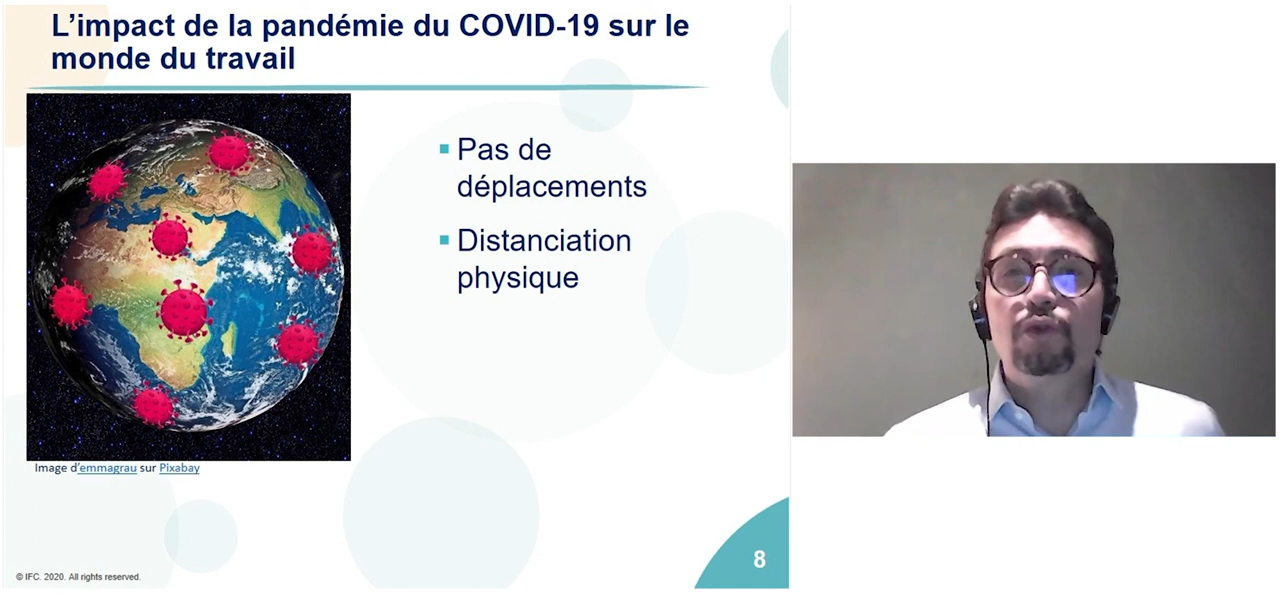 L’impact de la pandémie du COVID-19 sur le
monde du travail
▪ Pas de
déplacements
▪ Distanciation
physique
Image d’emmagrau sur Pixabay
8
© IFC. 2020. All rights reserved.